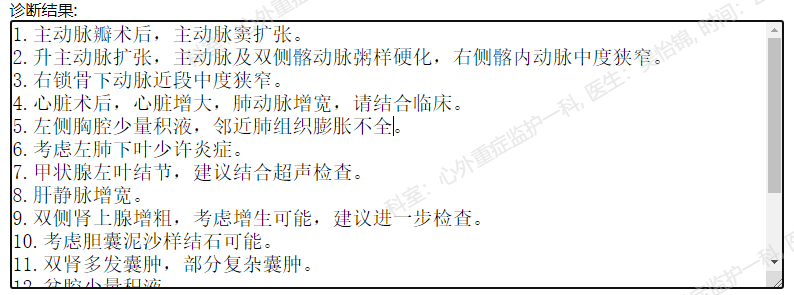 诊断结果:
1. 主动脉瓣术后，主动脉窦扩张。
2. 升主动脉扩张，主动脉及双侧髂动脉粥样硬化，右侧髂内动脉中度狭窄。
3. 右锁骨下动脉近段中度狭窄。
4. 心脏术后，心脏增大，肺动脉增宽，请结合临床。
5. 左侧胸腔少量积液，邻近肺组织膨胀不全。
6. 考虑左肺下叶少许炎症。
7. 甲状腺左叶结节，建议结合超声检查。
8. 肝静脉增宽。
9. 双侧肾上腺增粗，考虑增生可能，建议进一步检查。
10. 考虑胆囊泥沙样结石可能。
11. 双肾多发囊肿，部分复杂囊肿。
12. 盆腔少量积液
科室：心外重症监护一科, 医生：